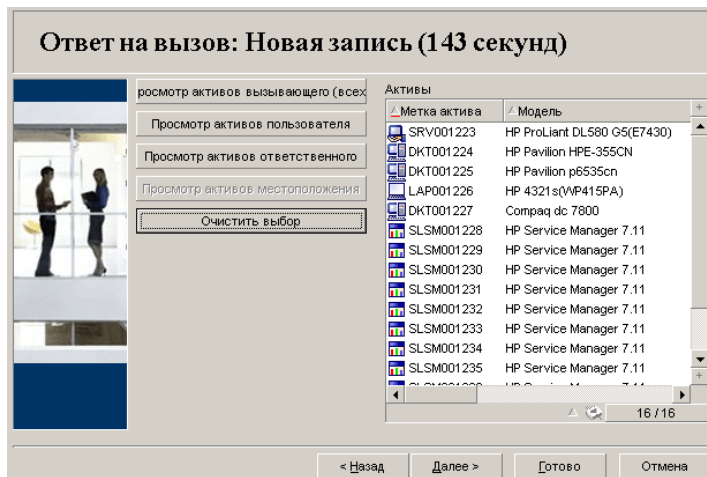 Ответ на вызов: Новая запись (143 секунд)
росмотр активов вызывающего (всех
Просмотр активов пользователя
Просмотр активов ответственного
Просмотр активов местоположения
Очистить выбор
Активы
Метка актива Модель
SRV001223 HP ProLiant DL580 G5(E7430)
DKT001224 HP Pavilion HPE-355CN
DKT001225 HP Pavilion p6535cn
LAP001226 HP 4321s(WP415PA)
DKT001227 Compaq dc 7800
SLSM001228 HP Service Manager 7.11
SLSM001229 HP Service Manager 7.11
SLSM001230 HP Service Manager 7.11
SLSM001231 HP Service Manager 7.11
SLSM001232 HP Service Manager 7.11
SLSM001233 HP Service Manager 7.11
SLSM001234 HP Service Manager 7.11
SLSM001235 HP Service Manager 7.11
16 / 16
< Назад
Далее >
Готово
Отмена